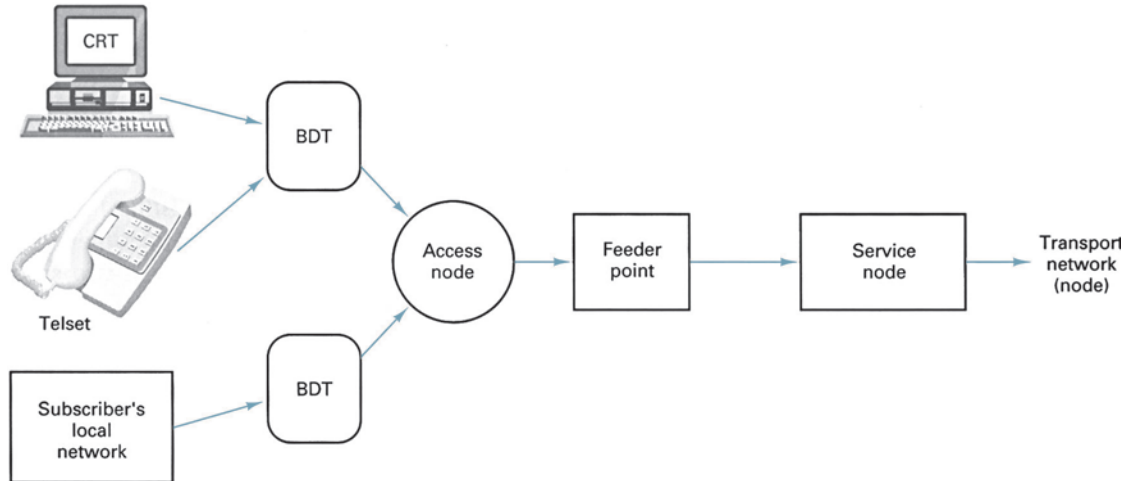 CRT
BDT
Telset
Access
node
Feeder
point
Service
node
Transport
network
(node)
BDT
Subscriber's
local
network